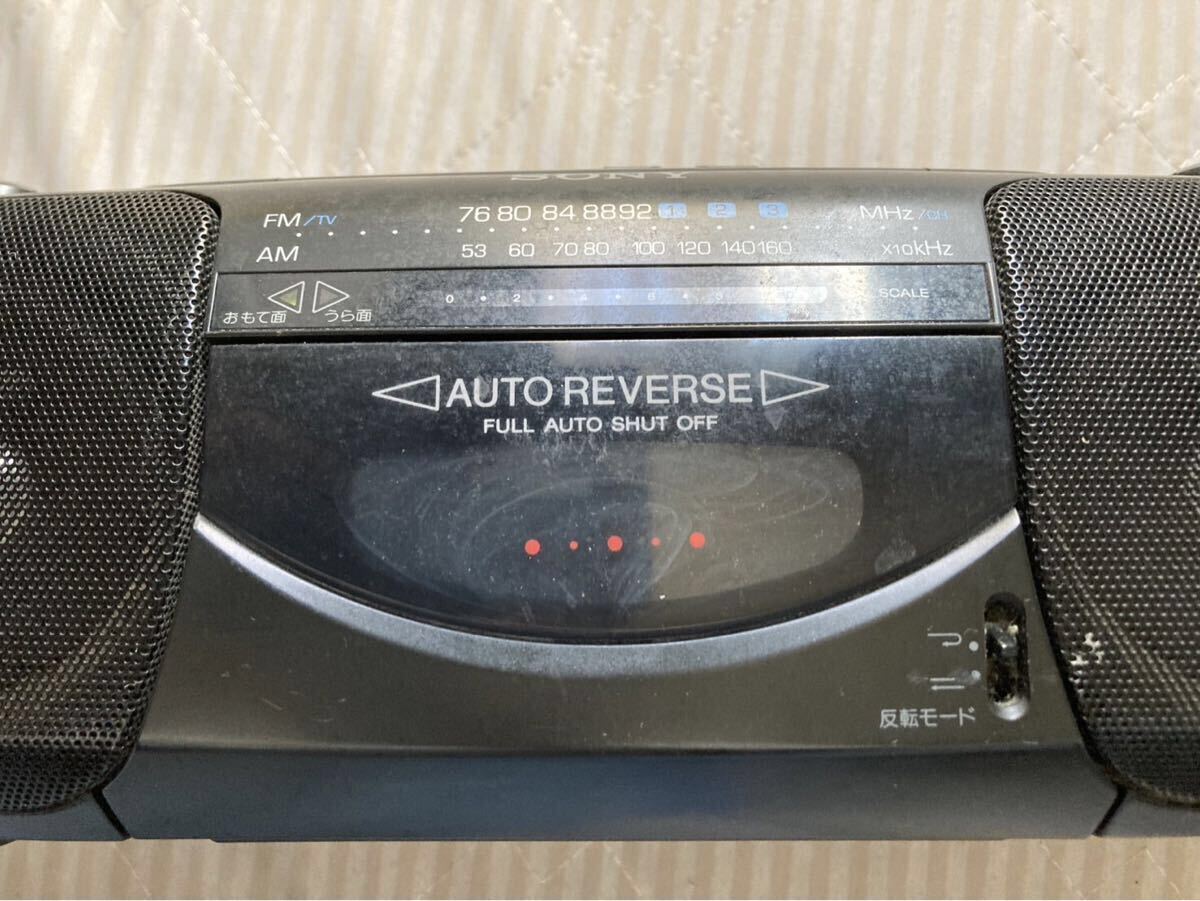 SONY
FM/TV 76 80 84 88 92 1 2 3 MHz/CH
AM 53 60 70 80 100 120 140 160 x10kHz
0 2 4 6 8 10 SCALE
おもて面 うら面
AUTO REVERSE
FULL AUTO SHUT OFF
反転モード